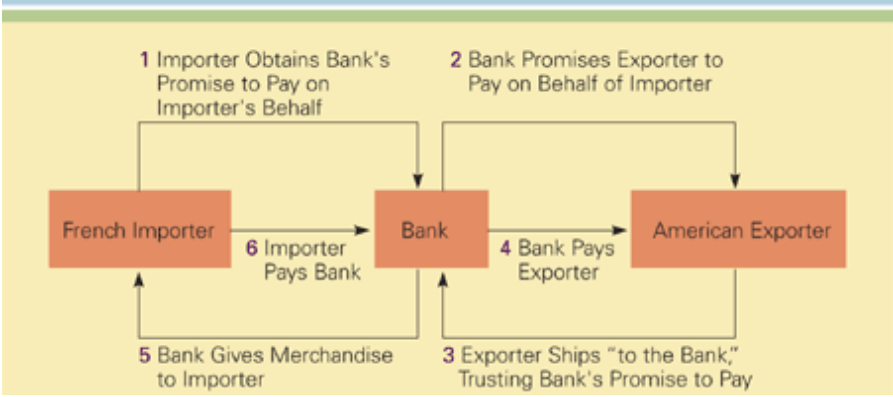 1 Importer Obtains Bank's
Promise to Pay on
Importer's Behalf
2 Bank Promises Exporter to
Pay on Behalf of Importer
French Importer
Bank
American Exporter
6 Importer
Pays Bank
4 Bank Pays
Exporter
5 Bank Gives Merchandise
to Importer
3 Exporter Ships “to the Bank,”
Trusting Bank's Promise to Pay